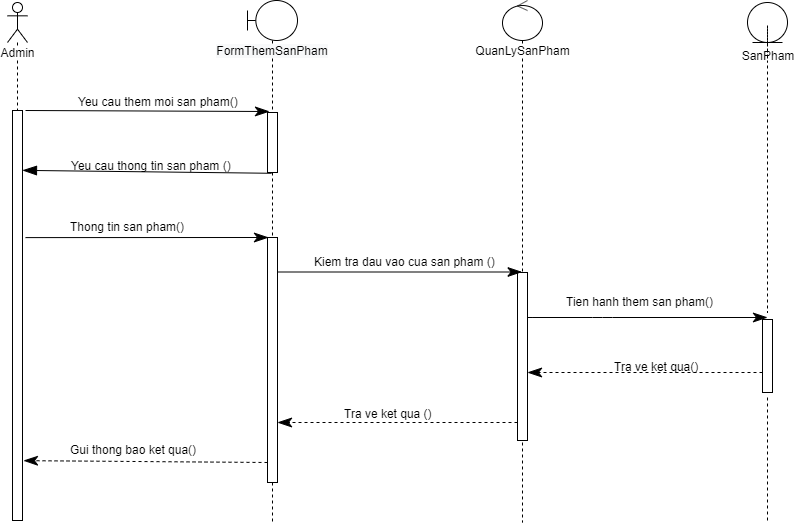 Admin
FormThemSanPham
QuanLySanPham
SanPham
Yeu cau them moi san pham()
Yeu cau thong tin san pham ()
Thong tin san pham()
Kiem tra dau vao cua san pham ()
Tien hanh them san pham()
Tra ve ket qua()
Tra ve ket qua ()
Gui thong bao ket qua()